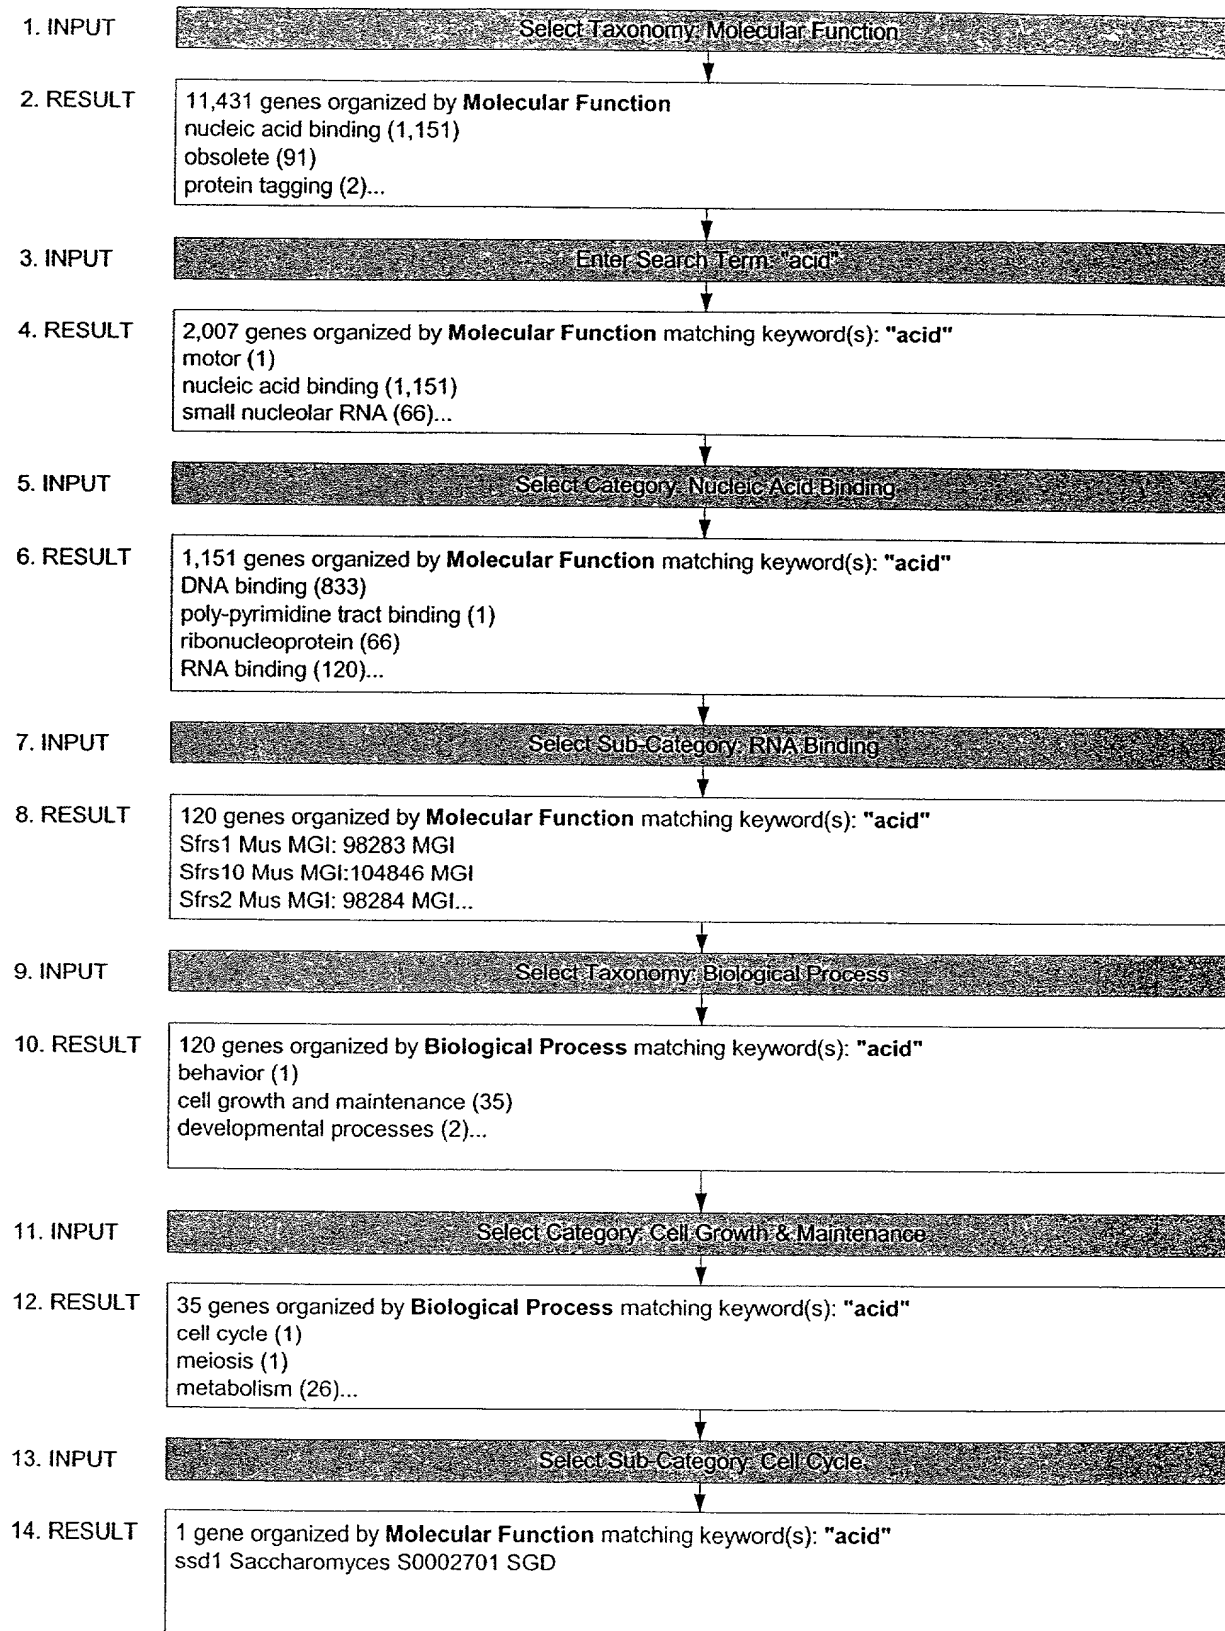 1. INPUT
Select Taxonomy: Molecular Function
2. RESULT
11,431 genes organized by Molecular Function
nucleic acid binding (1,151)
obsolete (91)
protein tagging (2)...
3. INPUT
Enter Search Term: "acid"
4. RESULT
2,007 genes organized by Molecular Function matching keyword(s): "acid"
motor (1)
nucleic acid binding (1,151)
small nucleolar RNA (66)...
5. INPUT
Select Category: Nucleic Acid Binding
6. RESULT
1,151 genes organized by Molecular Function matching keyword(s): "acid"
DNA binding (833)
poly-pyrimidine tract binding (1)
ribonucleoprotein (66)
RNA binding (120)...
7. INPUT
Select Sub-Category: RNA Binding
8. RESULT
120 genes organized by Molecular Function matching keyword(s): "acid"
Sfrs1 Mus MGI: 98283 MGI
Sfrs10 Mus MGI:104846 MGI
Sfrs2 Mus MGI: 98284 MGI...
9. INPUT
Select Taxonomy: Biological Process
10. RESULT
120 genes organized by Biological Process matching keyword(s): "acid"
behavior (1)
cell growth and maintenance (35)
developmental processes (2)...
11. INPUT
Select Category: Cell Growth & Maintenance
12. RESULT
35 genes organized by Biological Process matching keyword(s): "acid"
cell cycle (1)
meiosis (1)
metabolism (26)...
13. INPUT
Select Sub-Category: Cell Cycle
14. RESULT
1 gene organized by Molecular Function matching keyword(s): "acid"
ssd1 Saccharomyces S0002701 SGD